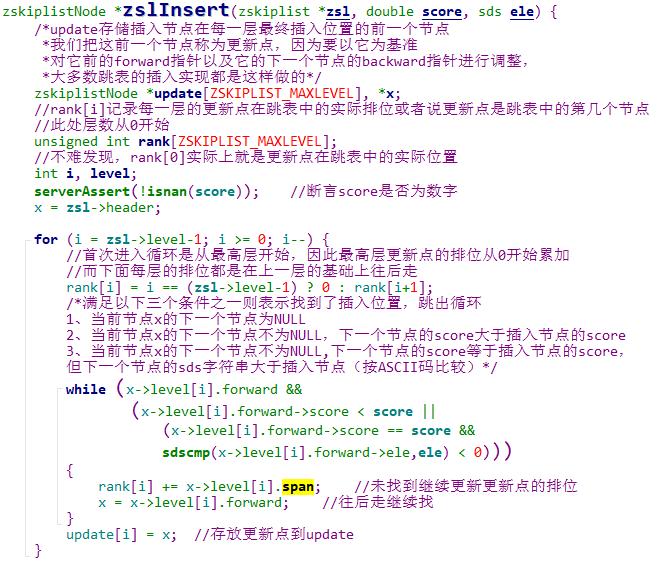 zskiplistNode *zslInsert(zskiplist *zsl, double score, sds ele) {
/*update存储插入节点在每一层最终插入位置的前一个节点
*我们把这前一个节点称为更新点，因为要以它为基准
*对它前的forward指针以及它的下一个节点的backward指针进行调整，
*大多数跳表的插入实现都是这样做的*/
zskiplistNode *update[ZSKIPLIST_MAXLEVEL], *x;
//rank[i]记录每一层的更新点在跳表中的实际排位或者说更新点是跳表中的第几个节点
//此处层数从0开始
unsigned int rank[ZSKIPLIST_MAXLEVEL];
//不难发现，rank[0]实际上就是更新点在跳表中的实际位置
int i, level;
serverAssert(!isnan(score)); //断言score是否为数字
x = zsl->header;
for (i = zsl->level-1; i >= 0; i--) {
//首次进入循环是从最高层开始，因此最高层更新点的排位从0开始累加
//而下面每层的排位都是在上一层的基础上往后走
rank[i] = i == (zsl->level-1) ? 0 : rank[i+1];
/*满足以下三个条件之一则表示找到了插入位置，跳出循环
1、当前节点x的下一个节点为NULL
2、当前节点x的下一个节点不为NULL，下一个节点的score大于插入节点的score
3、当前节点x的下一个节点不为NULL,下一个节点的score等于插入节点的score，
但下一个节点的sds字符串大于插入节点（按ASCII码比较）*/
while (x->level[i].forward &&
(x->level[i].forward->score < score ||
(x->level[i].forward->score == score &&
sdscmp(x->level[i].forward->ele,ele) < 0)))
{
rank[i] += x->level[i].span; //未找到继续更新更新点的排位
x = x->level[i].forward; //往后走继续找
}
update[i] = x; //存放更新点到update
}